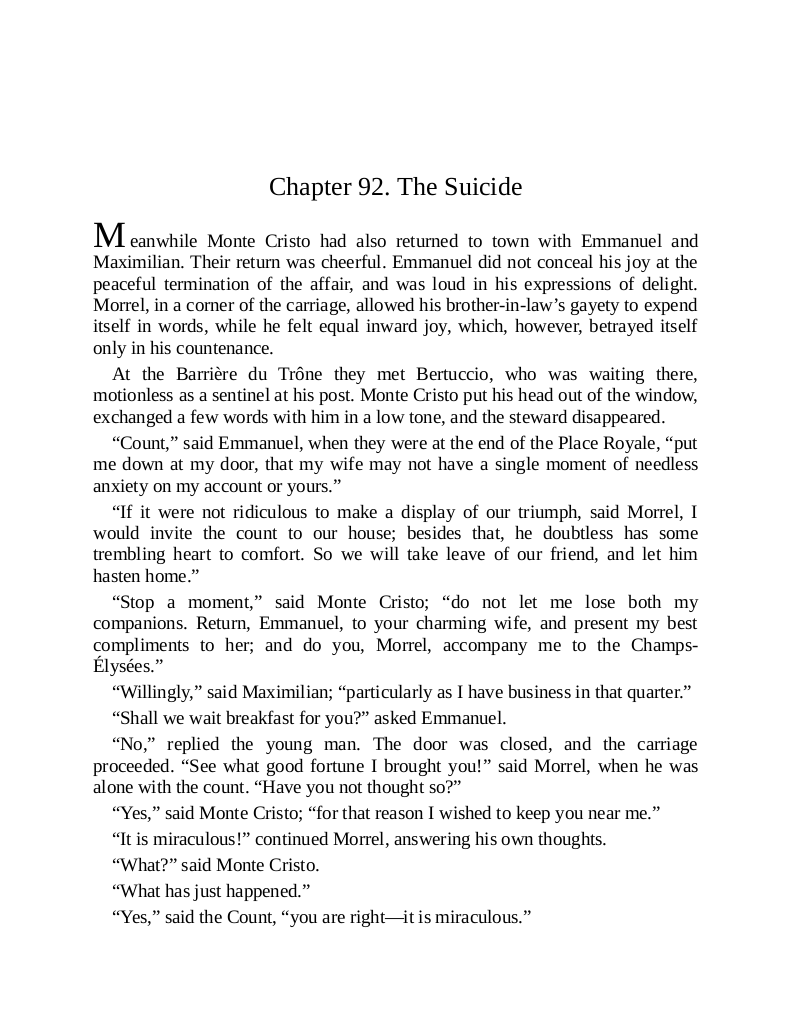 Chapter 92. The Suicide
Meanwhile Monte Cristo had also returned to town with Emmanuel and
Maximilian. Their return was cheerful. Emmanuel did not conceal his joy at the
peaceful termination of the affair, and was loud in his expressions of delight.
Morrel, in a corner of the carriage, allowed his brother-in-law’s gayety to expend
itself in words, while he felt equal inward joy, which, however, betrayed itself
only in his countenance.
At the Barrière du Trône they met Bertuccio, who was waiting there,
motionless as a sentinel at his post. Monte Cristo put his head out of the window,
exchanged a few words with him in a low tone, and the steward disappeared.
“Count,” said Emmanuel, when they were at the end of the Place Royale, “put
me down at my door, that my wife may not have a single moment of needless
anxiety on my account or yours.”
“If it were not ridiculous to make a display of our triumph, said Morrel, I
would invite the count to our house; besides that, he doubtless has some
trembling heart to comfort. So we will take leave of our friend, and let him
hasten home.”
“Stop a moment,” said Monte Cristo; “do not let me lose both my
companions. Return, Emmanuel, to your charming wife, and present my best
compliments to her; and do you, Morrel, accompany me to the Champs-
Élysées.”
“Willingly,” said Maximilian; “particularly as I have business in that quarter.”
“Shall we wait breakfast for you?” asked Emmanuel.
“No,” replied the young man. The door was closed, and the carriage
proceeded. “See what good fortune I brought you!” said Morrel, when he was
alone with the count. “Have you not thought so?”
“Yes,” said Monte Cristo; “for that reason I wished to keep you near me.”
“It is miraculous!” continued Morrel, answering his own thoughts.
“What?” said Monte Cristo.
“What has just happened.”
“Yes,” said the Count, “you are right—it is miraculous.”